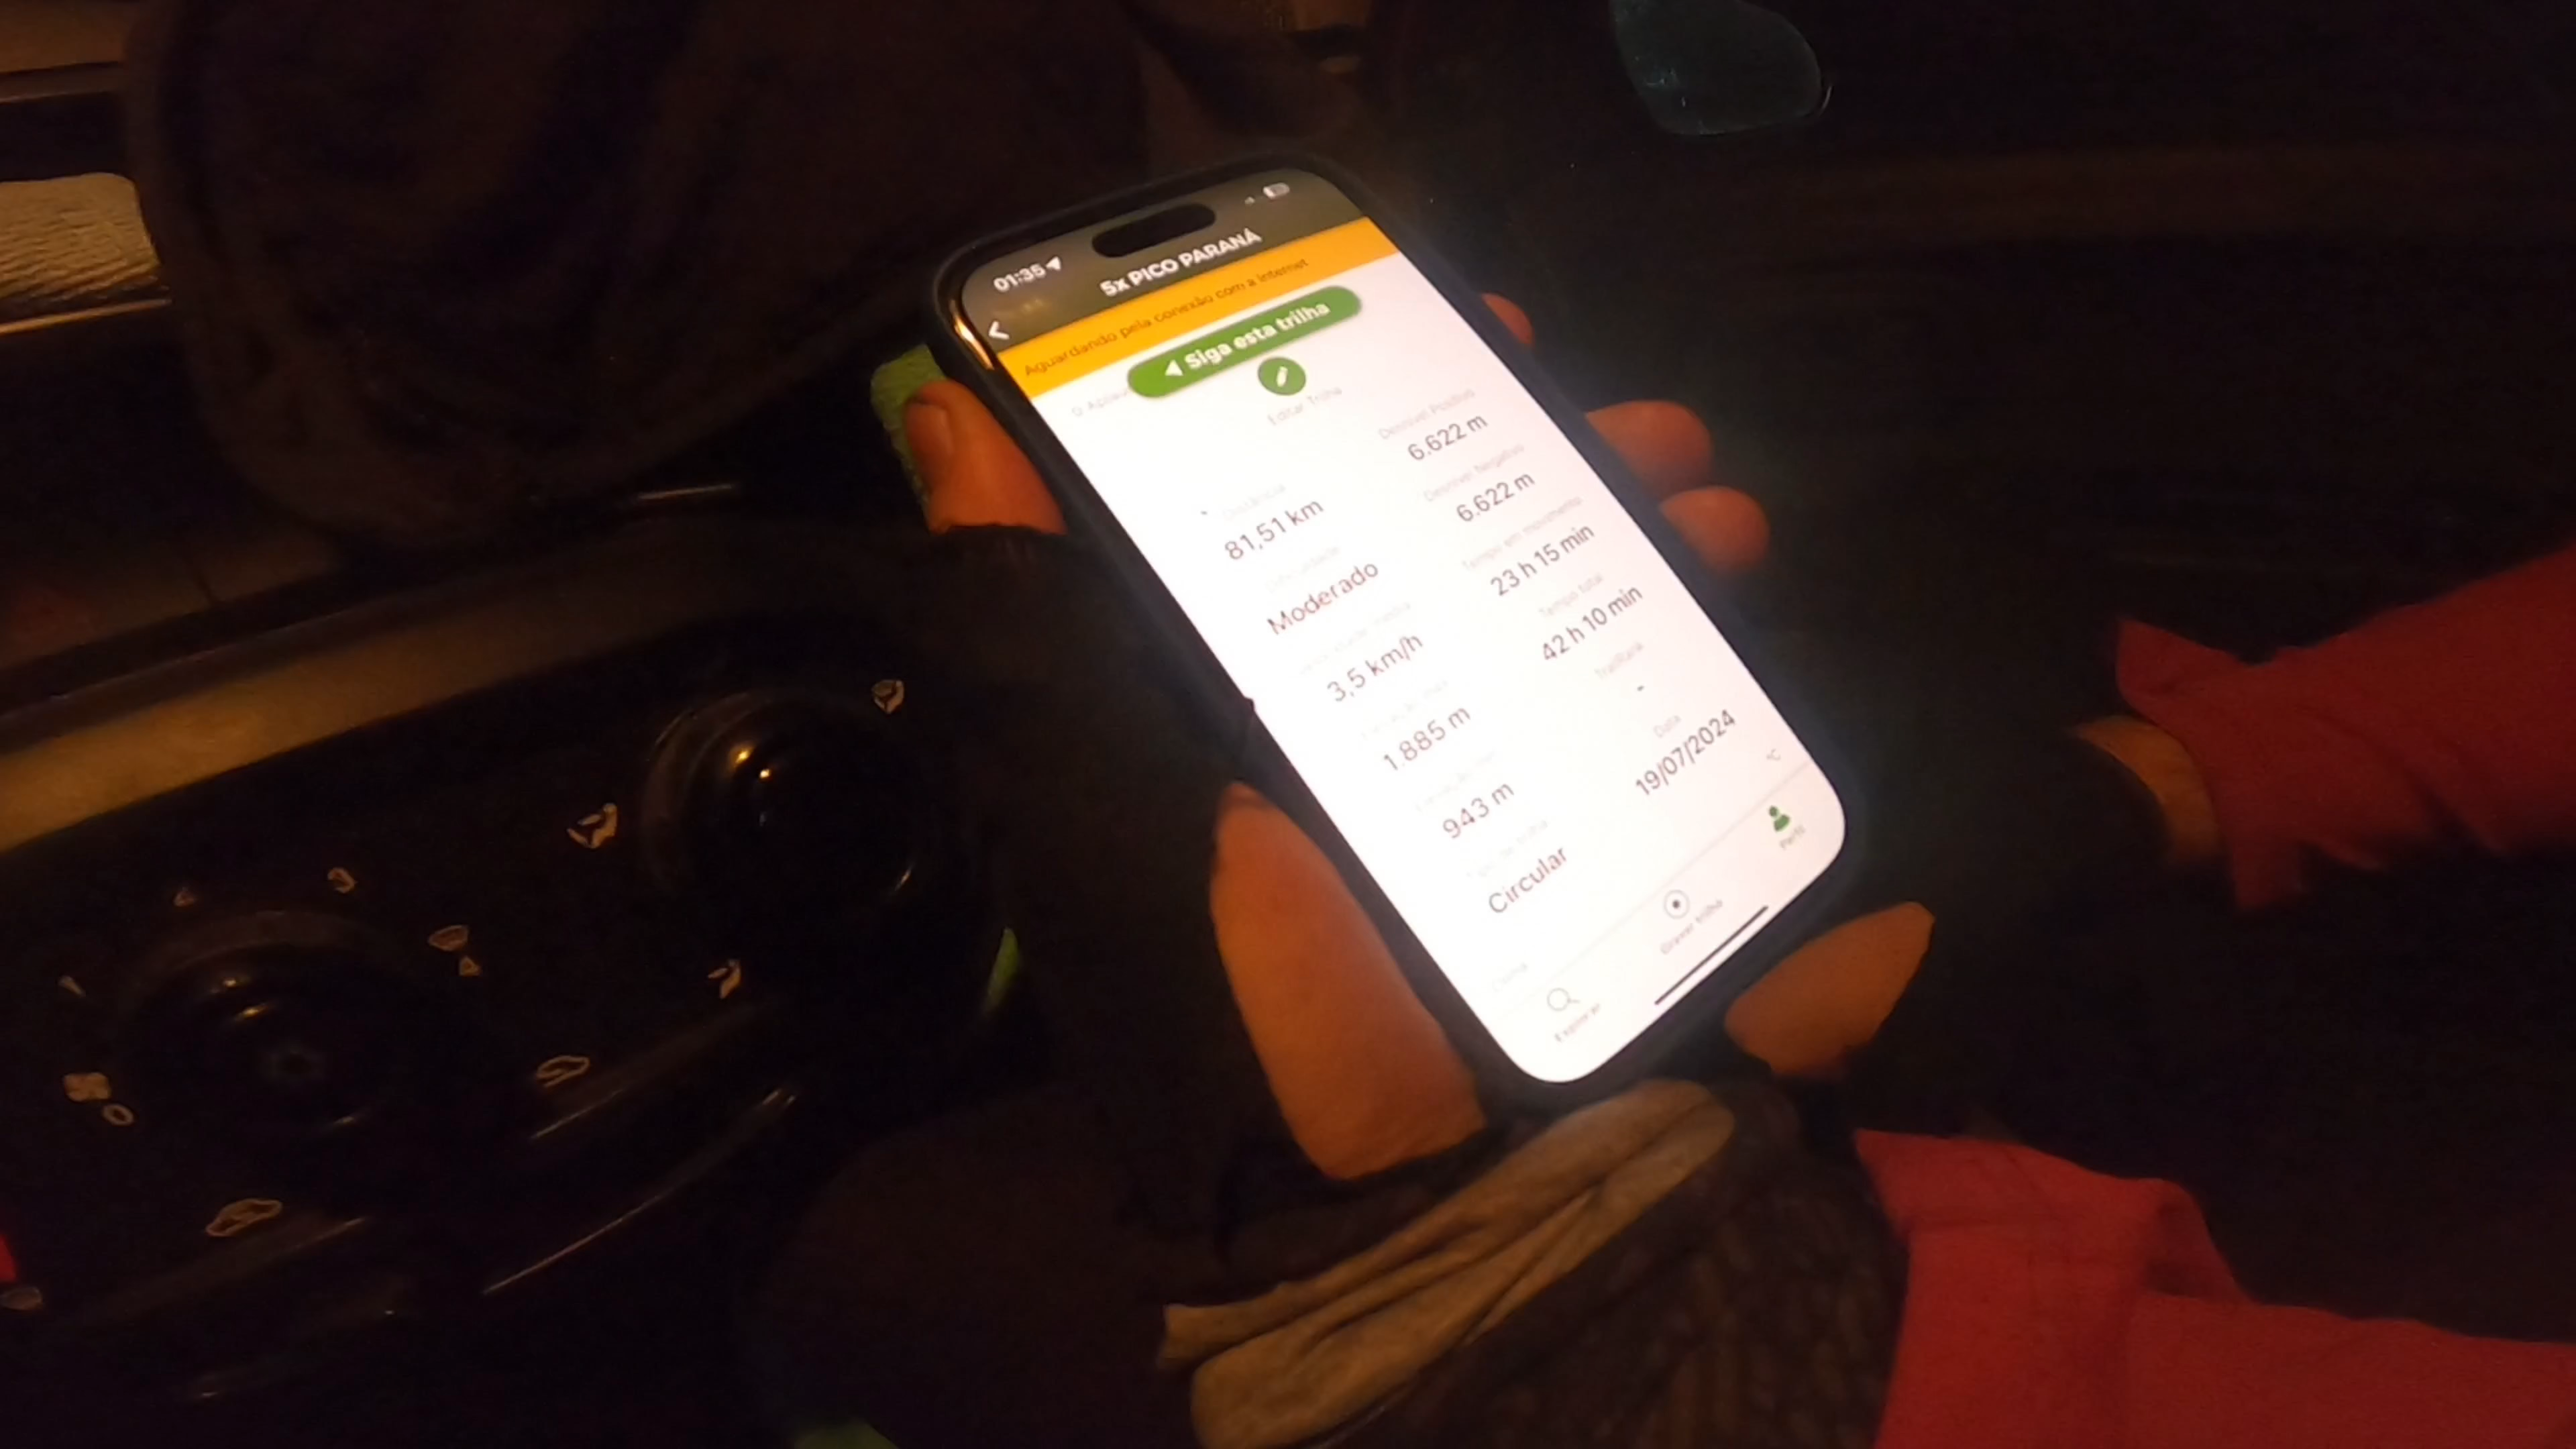 01:35
5x PICO PARANÁ
Aguardando pela conexão com a internet
Siga esta trilha
Editar Trilha
Distância
81,51 km
Desnível Positivo
6.622 m
Desnível Negativo
6.622 m
Dificuldade
Moderado
Tempo em movimento
23 h 15 min
3,5 km/h
Tempo total
42 h 10 min
1.885 m
TrailRank
-
943 m
Data
19/07/2024
Circular
°C
Explorar
Gravar trilha
Perfil
0